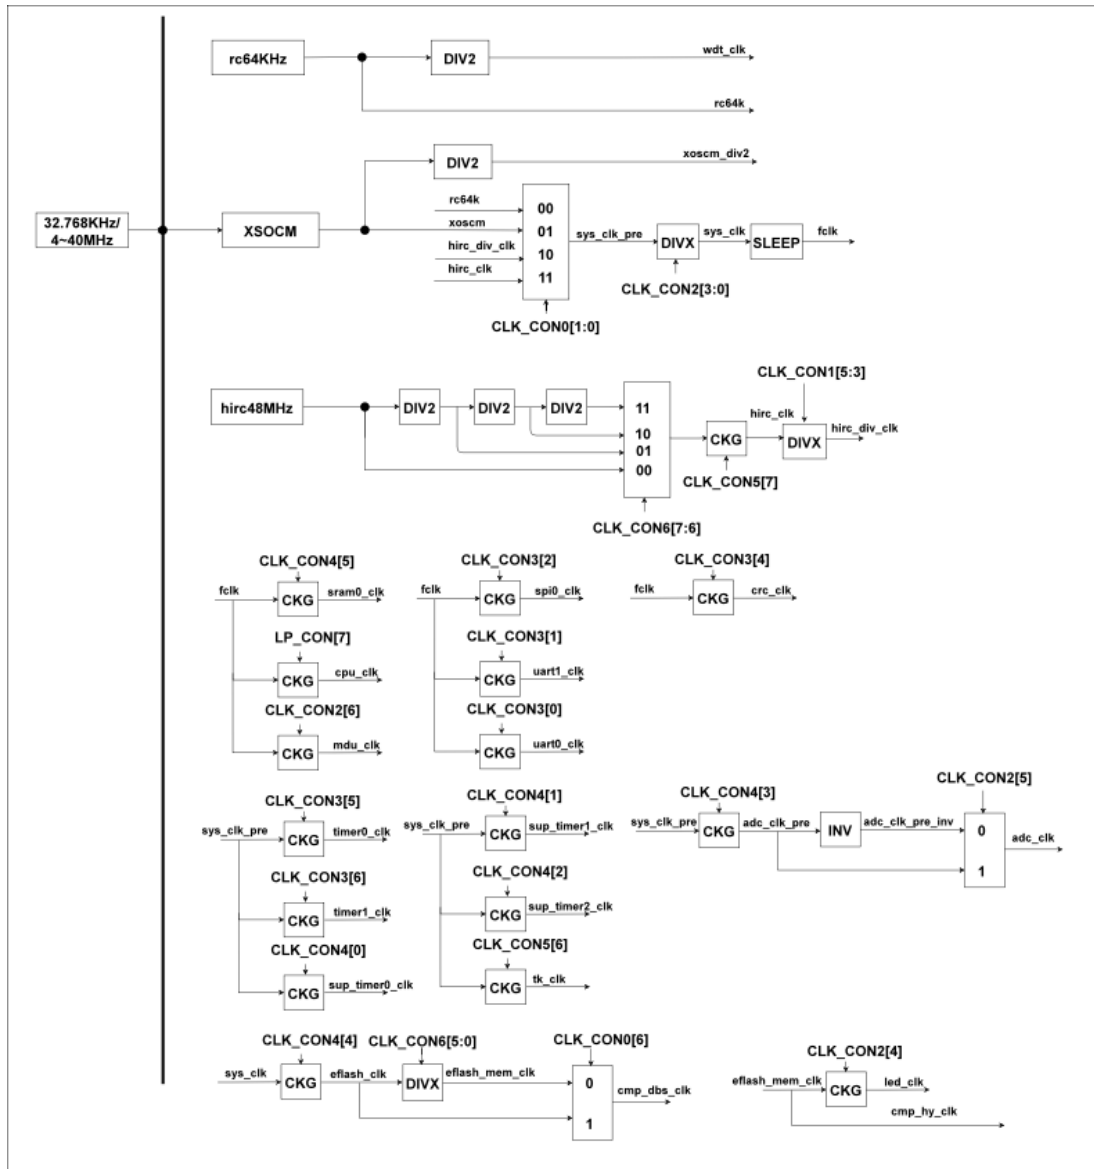 rc64KHz
DIV2
wdt_clk
rc64k
DIV2
xoscm_div2
32.768KHz/
4~40MHz
XSOCM
rc64k
xoscm
hirc_div_clk
hirc_clk
00
01
10
11
sys_clk_pre
DIVX
sys_clk
SLEEP
fclk
CLK_CON2[3:0]
CLK_CON0[1:0]
CLK_CON1[5:3]
hirc48MHz
DIV2
DIV2
DIV2
11
10
01
00
CKG
hirc_clk
DIVX
hirc_div_clk
CLK_CON5[7]
CLK_CON6[7:6]
CLK_CON4[5]
fclk
CKG
sram0_clk
LP_CON[7]
CKG
cpu_clk
CLK_CON2[6]
CKG
mdu_clk
CLK_CON3[2]
fclk
CKG
spi0_clk
CLK_CON3[1]
CKG
uart1_clk
CLK_CON3[0]
CKG
uart0_clk
CLK_CON3[4]
fclk
CKG
crc_clk
CLK_CON3[5]
sys_clk_pre
CKG
timer0_clk
CLK_CON3[6]
CKG
timer1_clk
CLK_CON4[0]
CKG
sup_timer0_clk
CLK_CON4[1]
sys_clk_pre
CKG
sup_timer1_clk
CLK_CON4[2]
CKG
sup_timer2_clk
CLK_CON5[6]
CKG
tk_clk
CLK_CON4[3]
sys_clk_pre
CKG
adc_clk_pre
INV
adc_clk_pre_inv
CLK_CON2[5]
0
1
adc_clk
CLK_CON4[4]
sys_clk
CKG
eflash_clk
CLK_CON6[5:0]
DIVX
eflash_mem_clk
CLK_CON0[6]
0
1
cmp_dbs_clk
CLK_CON2[4]
eflash_mem_clk
CKG
led_clk
cmp_hy_clk